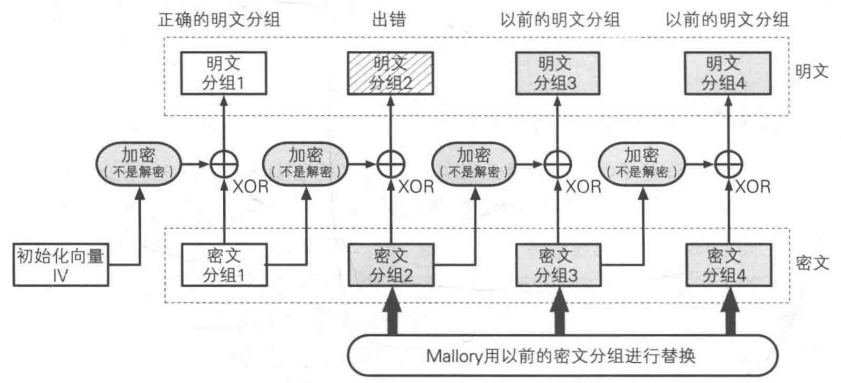 正确的明文分组 出错 以前的明文分组 以前的明文分组
明文
分组1
明文
分组2
明文
分组3
明文
分组4
明文
加密
(不是解密)
XOR
加密
(不是解密)
XOR
加密
(不是解密)
XOR
加密
(不是解密)
XOR
初始化向量
IV
密文
分组1
密文
分组2
密文
分组3
密文
分组4
密文
Mallory用以前的密文分组进行替换